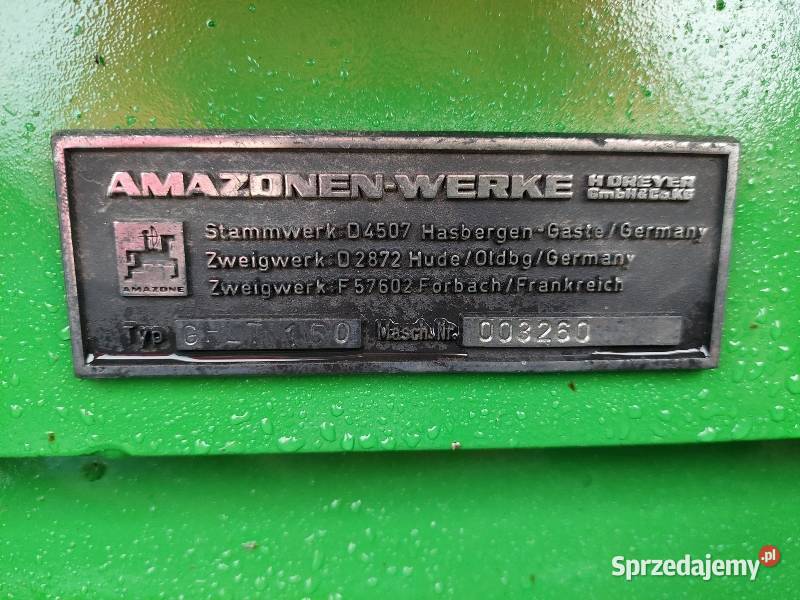 AMAZONEN-WERKE H.DREYER GmbH&Co.KG
AMAZONE
Stammwerk: D4507 Hasbergen-Gaste/Germany
Zweigwerk: D2872 Hude/Oldbg/Germany
Zweigwerk: F57602 Forbach/Frankreich
Typ 150 Masch.Nr. 003260
Sprzedajemy.pl